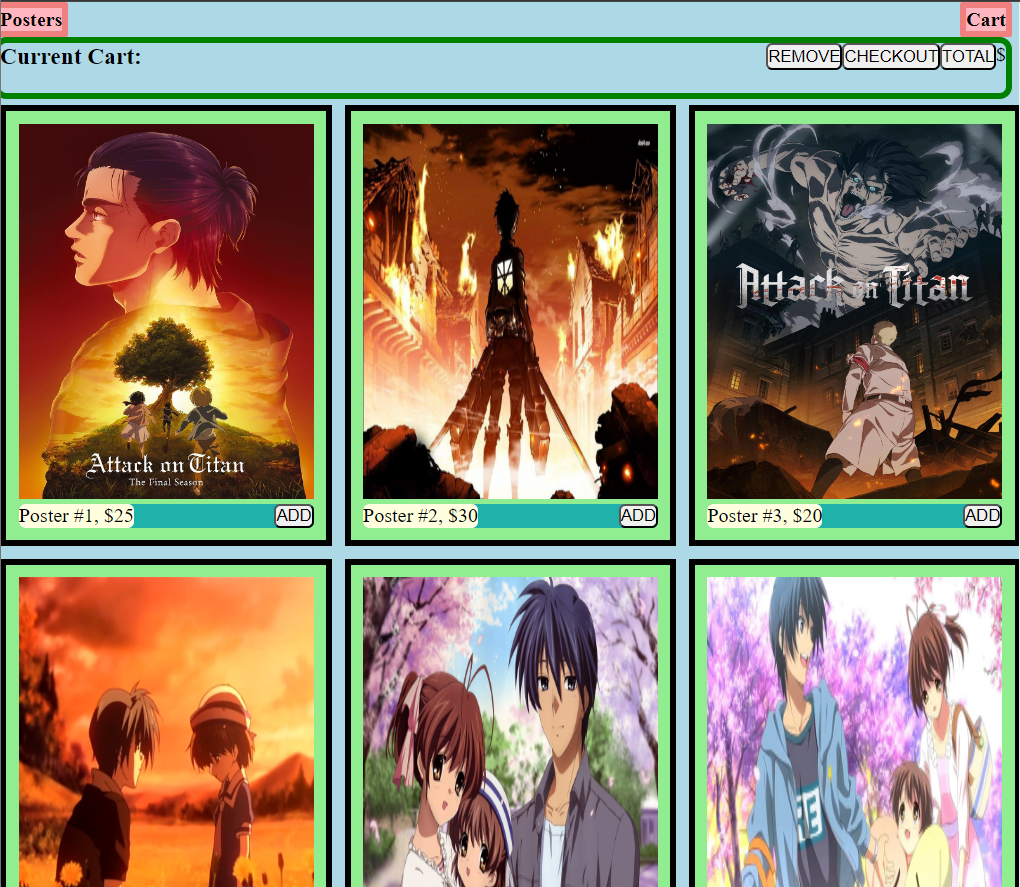 Posters Cart
Current Cart: REMOVE CHECKOUT TOTAL $
Attack on Titan
The Final Season
Attack on Titan
Poster #1, $25 ADD
Poster #2, $30 ADD
Poster #3, $20 ADD